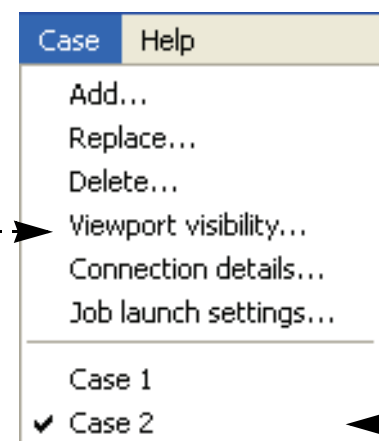 Case Help
Add...
Replace...
Delete...
Viewport visibility...
Connection details...
Job launch settings...
Case 1
✔ Case 2